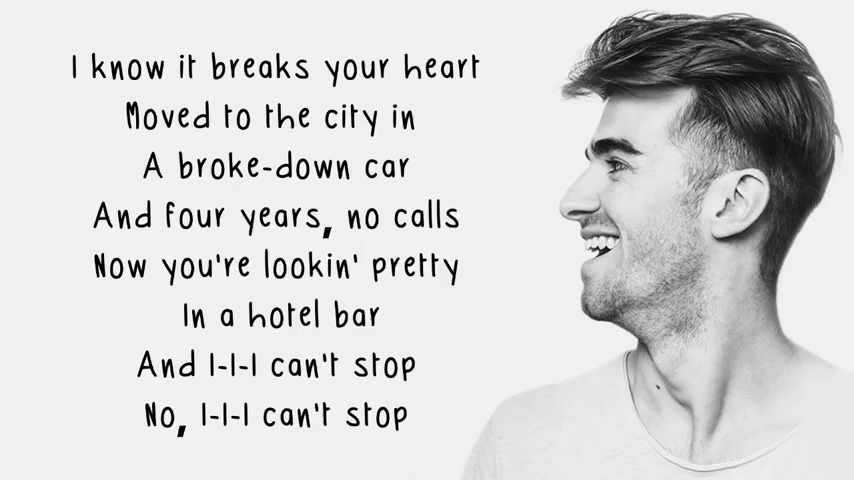 I know it breaks your heart
Moved to the city in
A broke-down car
And four years, no calls
Now you're lookin' pretty
In a hotel bar
And I-I-I can't stop
No, I-I-I can't stop